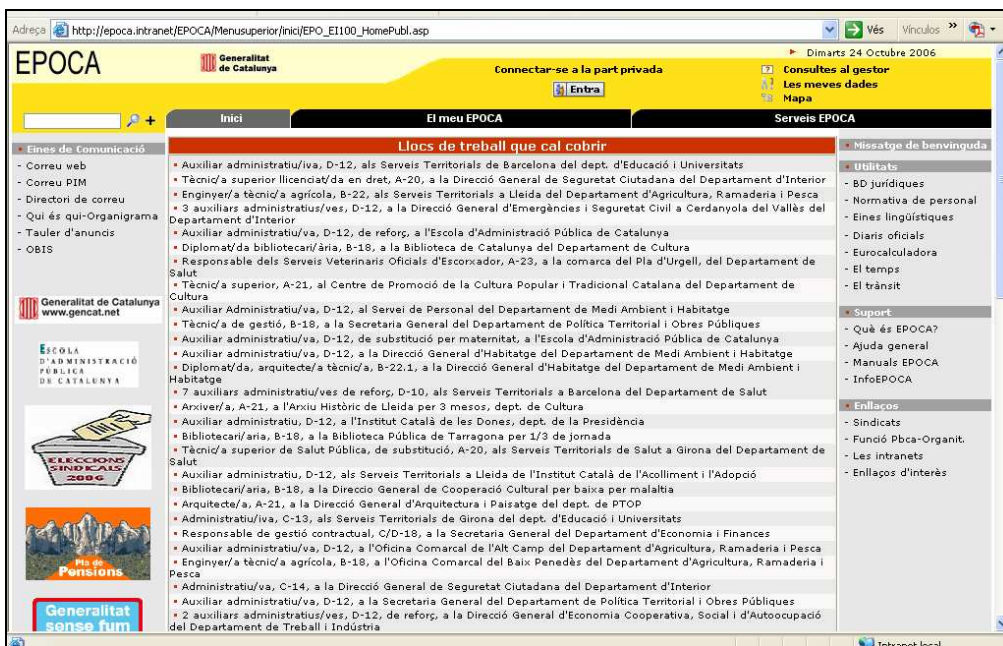 Adreça http://epoca.intranet/EPOCA/Menusuperior/inici/EPO_EI100_HomePubl.asp Vés Vínculos »
EPOCA
Generalitat
de Catalunya
Connectar-se a la part privada
Entra
Dimarts 24 Octubre 2006
Consultes al gestor
Les meves dades
Mapa
Inici
El meu EPOCA
Serveis EPOCA
Eines de Comunicació
- Correu web
- Correu PIM
- Directori de correu
- Qui és qui-Organigrama
- Tauler d'anuncis
- OBIS
Generalitat de Catalunya
www.gencat.net
ESCOLA
D'ADMINISTRACIÓ
PÚBLICA
DE CATALUNYA
ELECCIONS
SINDICALS
2006
Pla de
Pensions
Generalitat
sense fum
Llocs de treball que cal cobrir
Auxiliar administratiu/iva, D-12, als Serveis Territorials de Barcelona del dept. d'Educació i Universitats
Tècnic/a superior llicenciat/da en dret, A-20, a la Direcció General de Seguretat Ciutadana del Departament d'Interior
Enginyer/a tècnic/a agrícola, B-22, als Serveis Territorials a Lleida del Departament d'Agricultura, Ramaderia i Pesca
3 auxiliars administratius/ves, D-12, a la Direcció General d'Emergències i Seguretat Civil a Cerdanyola del Vallès del
Departament d'Interior
Auxiliar administratiu/va, D-12, de reforç, a l'Escola d'Administració Pública de Catalunya
Diplomat/da bibliotecari/ària, B-18, a la Biblioteca de Catalunya del Departament de Cultura
Responsable dels Serveis Veterinaris Oficials d'Escorxador, A-23, a la comarca del Pla d'Urgell, del Departament de
Salut
Tècnic/a superior, A-21, al Centre de Promoció de la Cultura Popular i Tradicional Catalana del Departament de
Cultura
Auxiliar Administratiu/va, D-12, al Servei de Personal del Departament de Medi Ambient i Habitatge
Tècnic/a de gestió, B-18, a la Secretaria General del Departament de Política Territorial i Obres Públiques
Auxiliar administratiu/va, D-12, de substitució per maternitat, a l'Escola d'Administració Pública de Catalunya
Auxiliar administratiu/va, D-12, a la Direcció General d'Habitatge del Departament de Medi Ambient i Habitatge
Diplomat/da, arquitecte/a tècnic/a, B-22.1, a la Direcció General d'Habitatge del Departament de Medi Ambient i
Habitatge
7 auxiliars administratiu/ves de reforç, D-10, als Serveis Territorials a Barcelona del Departament de Salut
Arxiver/a, A-21, a l'Arxiu Històric de Lleida per 3 mesos, dept. de Cultura
Auxiliar administratiu, D-12, a l'Institut Català de les Dones, dept. de la Presidència
Bibliotecari/aria, B-18, a la Biblioteca Pública de Tarragona per 1/3 de jornada
Tècnic/a superior de Salut Pública, de substitució, A-20, als Serveis Territorials de Salut a Girona del Departament de
Salut
Auxiliar administratiu, D-12, als Serveis Territorials a Lleida de l'Institut Català de l'Acolliment i l'Adopció
Bibliotecari/aria, B-18, a la Direccio General de Cooperació Cultural per baixa per malaltia
Arquitecte/a, A-21, a la Direcció General d'Arquitectura i Paisatge del dept. de PTOP
Administratiu/iva, C-13, als Serveis Territorials de Girona del dept. d'Educació i Universitats
Responsable de gestió contractual, C/D-18, a la Secretaria General del Departament d'Economia i Finances
Auxiliar administratiu/va, D-12, a l'Oficina Comarcal de l'Alt Camp del Departament d'Agricultura, Ramaderia i Pesca
Enginyer/a tècnic/a agrícola, B-18, a l'Oficina Comarcal del Baix Penedès del Departament d'Agricultura, Ramaderia i
Pesca
Administratiu/va, C-14, a la Direcció General de Seguretat Ciutadana del Departament d'Interior
Auxiliar administratiu/va, D-12, a la Secretaria General del Departament de Política Territorial i Obres Públiques
2 auxiliars administratius/ves, D-12, de reforç, a la Direcció General d'Economia Cooperativa, Social i d'Autoocupació
del Departament de Treball i Indústria
Missatge de benvinguda
Utilitats
- BD jurídiques
- Normativa de personal
- Eines lingüístiques
- Diaris oficials
- Eurocalculadora
- El temps
- El trànsit
Suport
- Què és EPOCA?
- Ajuda general
- Manuals EPOCA
- InfoEPOCA
Enllaços
- Sindicats
- Funció Pbca-Organit.
- Les intranets
- Enllaços d'interès
Intranet local